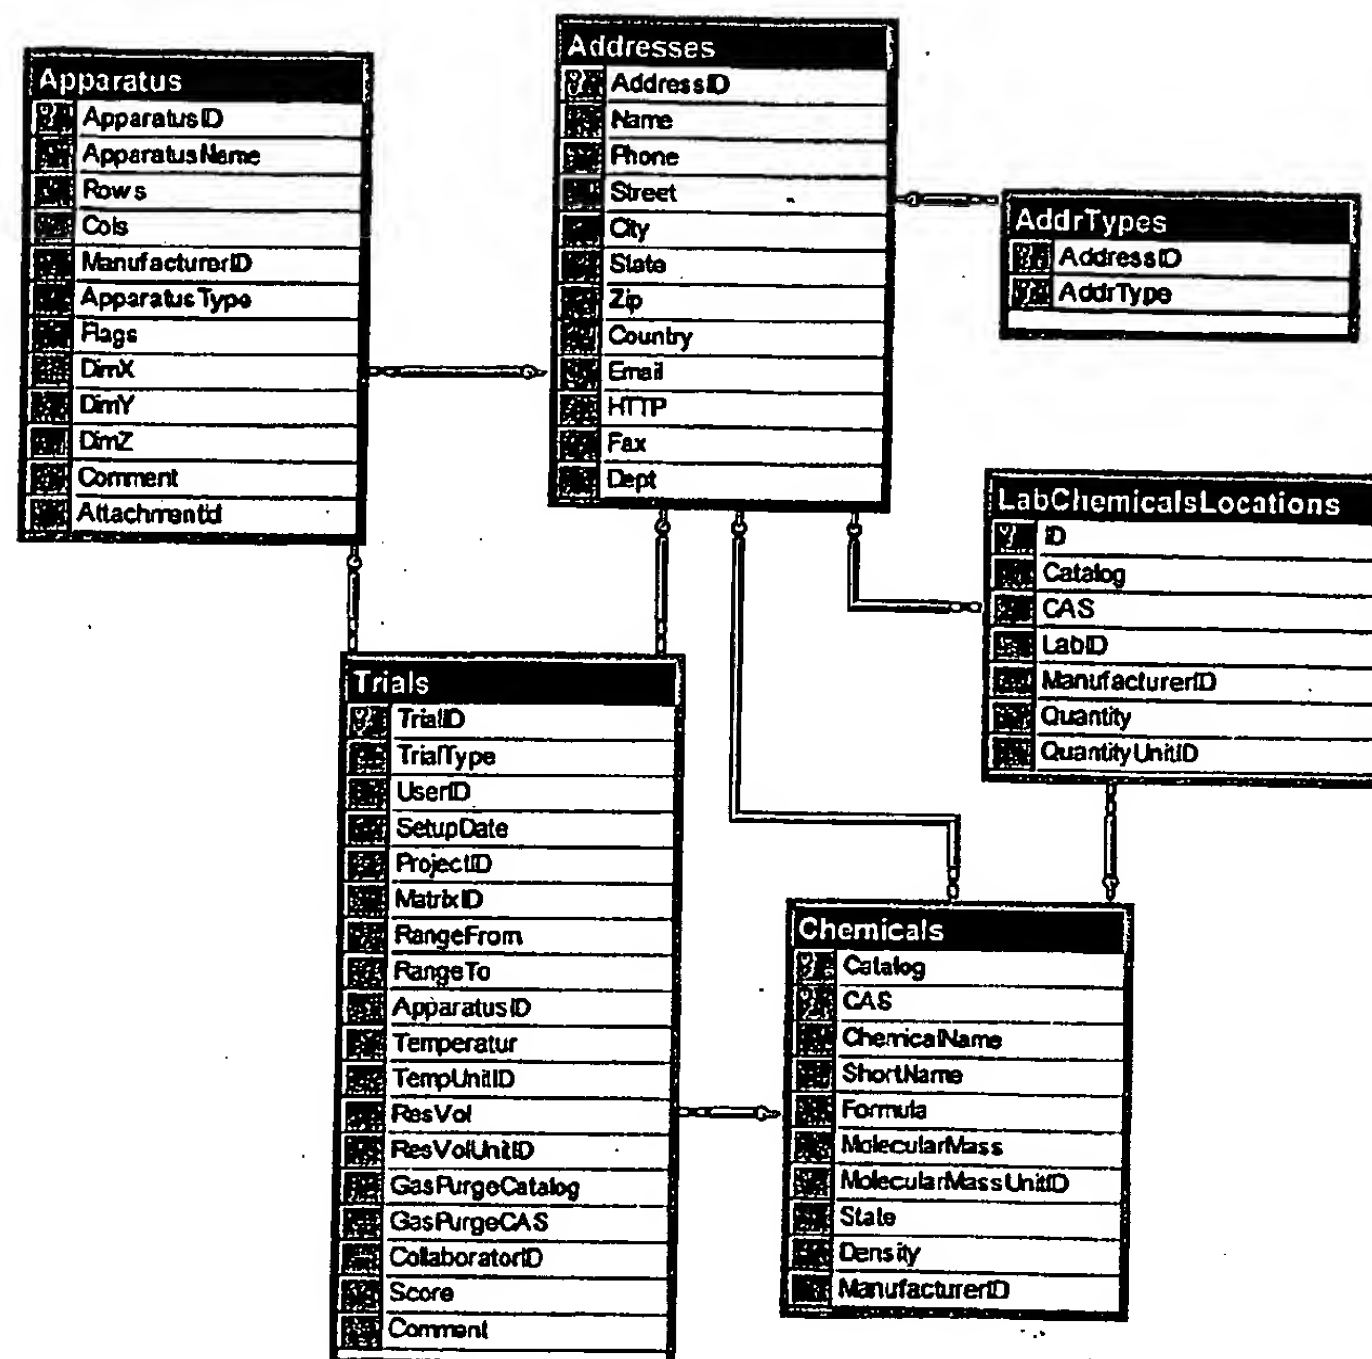 Apparatus
ApparatusID
ApparatusName
Rows
Cols
ManufacturerID
ApparatusType
Flags
DimX
DimY
DimZ
Comment
AttachmentId
Addresses
AddressID
Name
Phone
Street
City
State
Zip
Country
Email
HTTP
Fax
Dept
AddrTypes
AddressID
AddrType
LabChemicalsLocations
ID
Catalog
CAS
LabID
ManufacturerID
Quantity
QuantityUnitID
Trials
TrialID
TrialType
UserID
SetupDate
ProjectID
MatrixID
RangeFrom
RangeTo
ApparatusID
Temperatur
TempUnitID
ResVol
ResVolUnitID
GasPurgeCatalog
GasPurgeCAS
CollaboratorID
Score
Comment
Chemicals
Catalog
CAS
ChemicalName
ShortName
Formula
MolecularMass
MolecularMassUnitID
State
Density
ManufacturerID